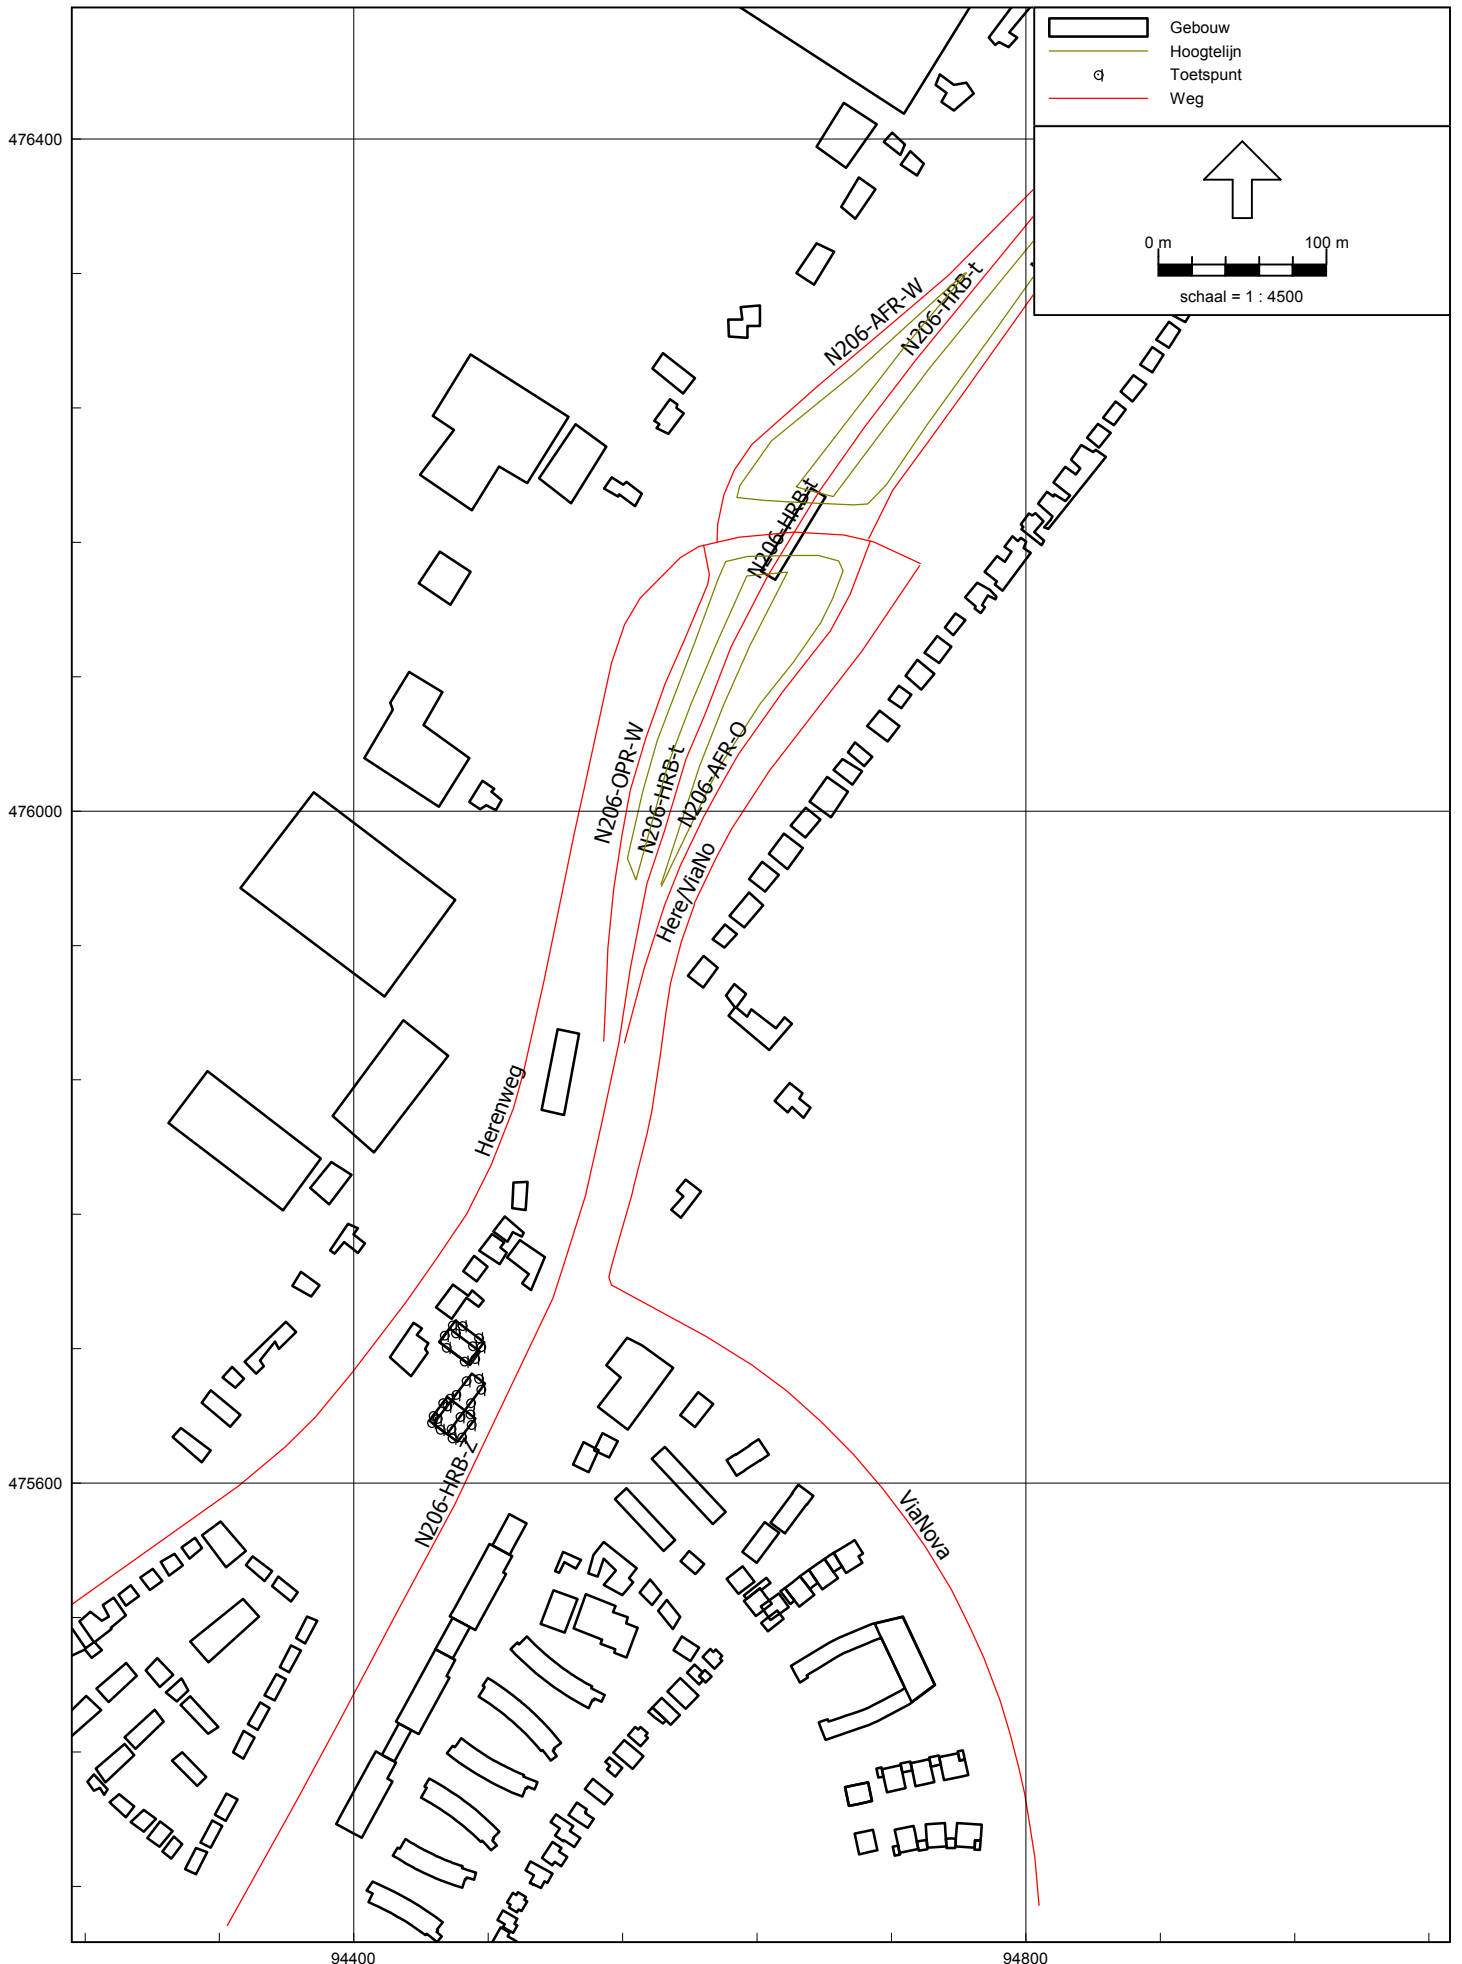 Gebouw
Hoogtelijn
Toetspunt
Weg
0 m 100 m
schaal = 1 : 4500
476400
476000
475600
94400
94800
N206-AFR-W
N206-HRB-t
N206-HRB-t
N206-OPR-W
N206-HRB-t
N206-AFR-O
Here/ViaNo
Herenweg
N206-HRB-Z
ViaNova